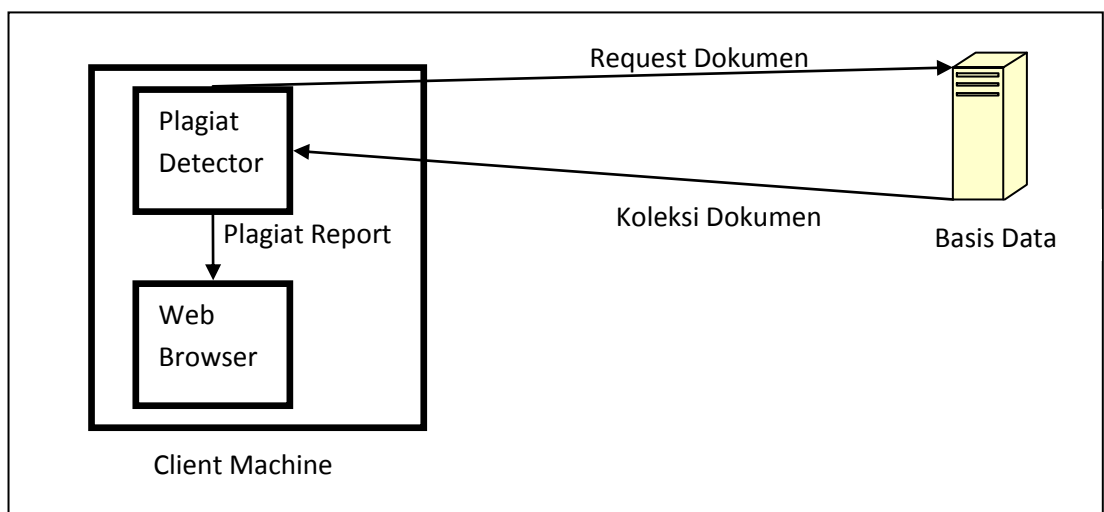 Request Dokumen
Plagiat
Detector
Koleksi Dokumen
Plagiat Report
Basis Data
Web
Browser
Client Machine